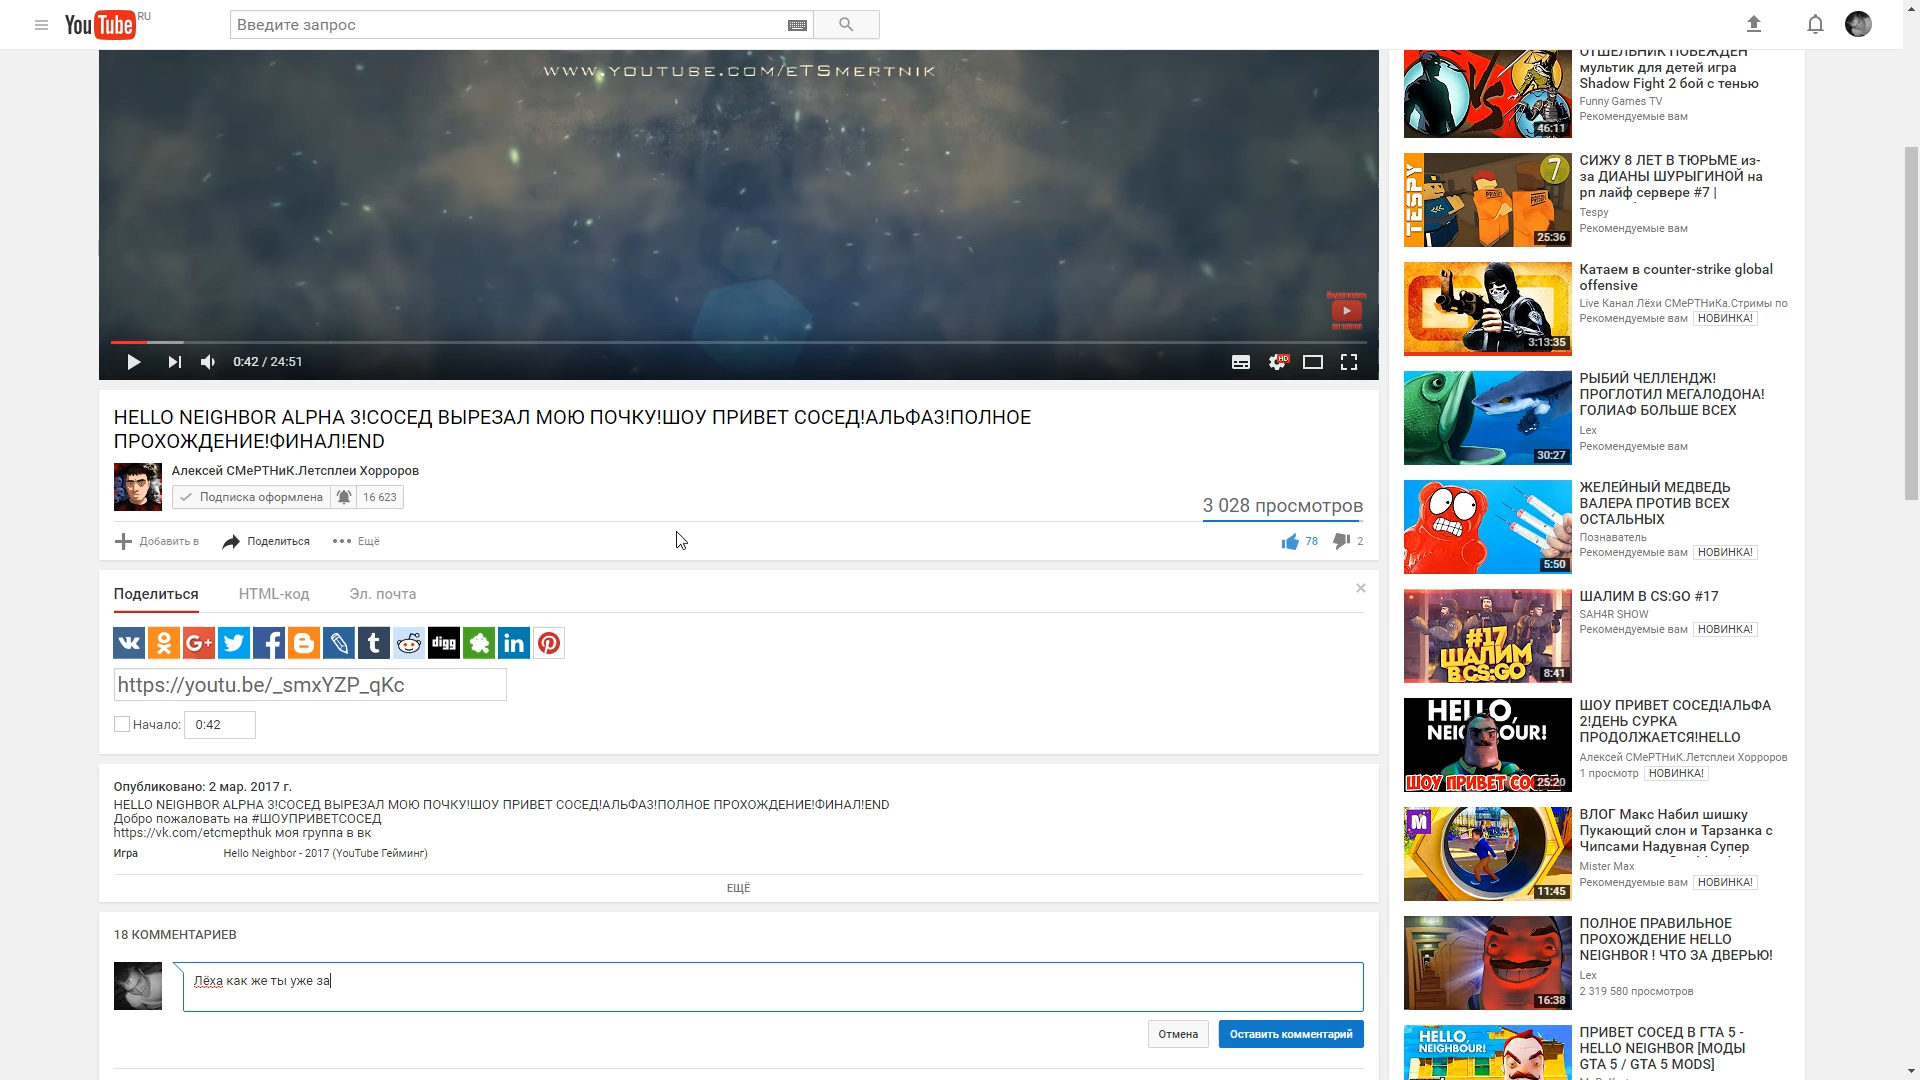 YouTube RU
Введите запрос
WWW.YOUTUBE.COM/ETSMERTNIK
0:42 / 24:51
HD
HELLO NEIGHBOR ALPHA 3!СОСЕД ВЫРЕЗАЛ МОЮ ПОЧКУ!ШОУ ПРИВЕТ СОСЕД!АЛЬФА3!ПОЛНОЕ
ПРОХОЖДЕНИЕ!ФИНАЛ!END
Алексей СМеРТНиК.Летсплеи Хорроров
Подписка оформлена 16 623
3 028 просмотров
Добавить в Поделиться Ещё
78 2
Поделиться HTML-код Эл. почта
digg
https://youtu.be/_smxYZP_qKc
Начало: 0:42
Опубликовано: 2 мар. 2017 г.
HELLO NEIGHBOR ALPHA 3!СОСЕД ВЫРЕЗАЛ МОЮ ПОЧКУ!ШОУ ПРИВЕТ СОСЕД!АЛЬФА3!ПОЛНОЕ ПРОХОЖДЕНИЕ!ФИНАЛ!END
Добро пожаловать на #ШОУПРИВЕТСОСЕД
https://vk.com/etcmepthuk моя группа в вк
Игра Hello Neighbor - 2017 (YouTube Гейминг)
ЕЩЁ
18 КОММЕНТАРИЕВ
Лёха как же ты уже за
Отмена Оставить комментарий
ОТШЕЛЬНИК ПОБЕЖДЕН
мультик для детей игра
Shadow Fight 2 бой с тенью
Funny Games TV
Рекомендуемые вам
VS
46:11
СИЖУ 8 ЛЕТ В ТЮРЬМЕ из-
за ДИАНЫ ШУРЫГИНОЙ на
рп лайф сервере #7 |
Tespy
Рекомендуемые вам
TESPY
7
25:36
Катаем в counter-strike global
offensive
Live Канал Лёхи СМеРТНиКа.Стримы по
Рекомендуемые вам НОВИНКА!
3:13:35
РЫБИЙ ЧЕЛЛЕНДЖ!
ПРОГЛОТИЛ МЕГАЛОДОНА!
ГОЛИАФ БОЛЬШЕ ВСЕХ
Lex
Рекомендуемые вам
30:27
ЖЕЛЕЙНЫЙ МЕДВЕДЬ
ВАЛЕРА ПРОТИВ ВСЕХ
ОСТАЛЬНЫХ
Познаватель
Рекомендуемые вам НОВИНКА!
5:50
ШАЛИМ В CS:GO #17
SAH4R SHOW
Рекомендуемые вам НОВИНКА!
#17
ШАЛИМ
В CS:GO
8:41
ШОУ ПРИВЕТ СОСЕД!АЛЬФА
2!ДЕНЬ СУРКА
ПРОДОЛЖАЕТСЯ!HELLO
Алексей СМеРТНиК.Летсплеи Хорроров
1 просмотр НОВИНКА!
HELLO,
ШОУ ПРИВЕТ
25:20
ВЛОГ Макс Набил шишку
Пукающий слон и Тарзанка с
Чипсами Надувная Супер
Mister Max
Рекомендуемые вам НОВИНКА!
M
11:45
ПОЛНОЕ ПРАВИЛЬНОЕ
ПРОХОЖДЕНИЕ HELLO
NEIGHBOR ! ЧТО ЗА ДВЕРЬЮ!
Lex
2 319 580 просмотров
16:38
ПРИВЕТ СОСЕД В ГТА 5 -
HELLO NEIGHBOR [МОДЫ
GTA 5 / GTA 5 MODS]
HELLO,
NEIGHBOUR!